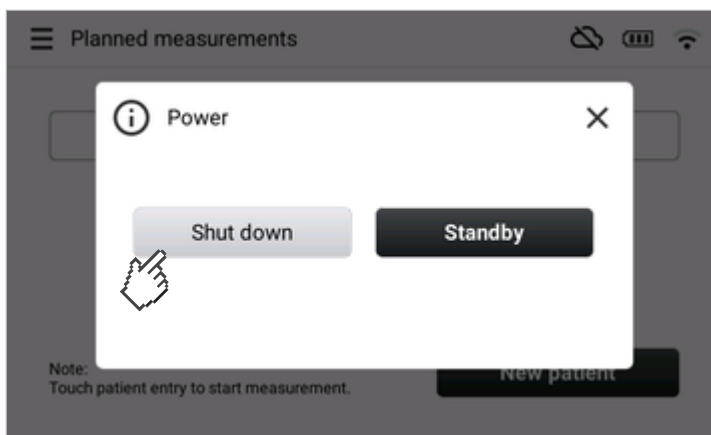 Planned measurements
Power
Shut down
Standby
Note:
Touch patient entry to start measurement.
New patient